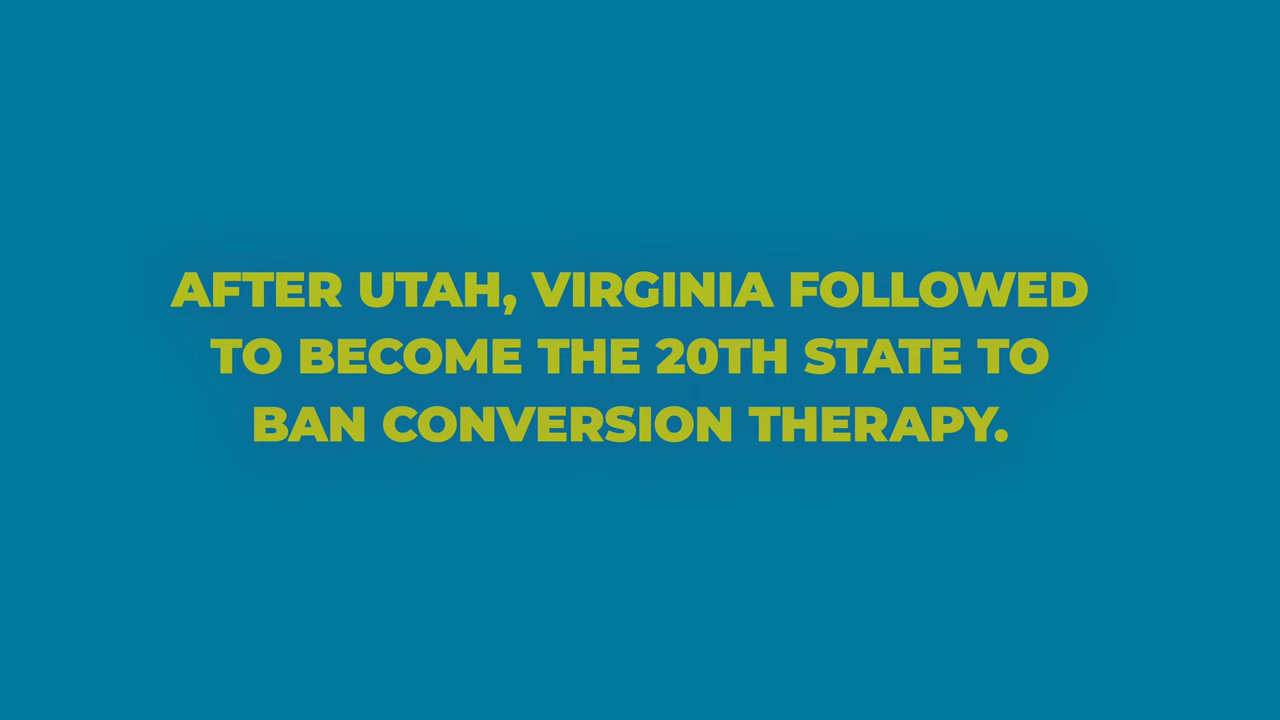 AFTER UTAH, VIRGINIA FOLLOWED
TO BECOME THE 20TH STATE TO
BAN CONVERSION THERAPY.